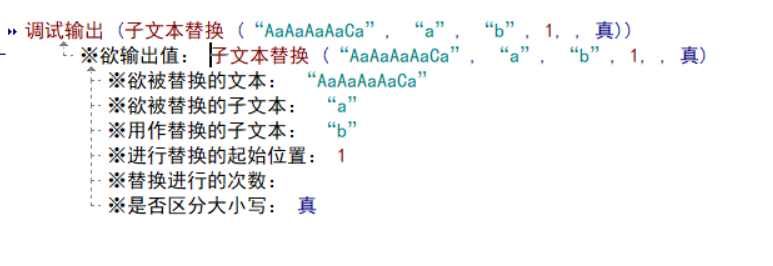 调试输出 (子文本替换 (“AaAaAaAaCa”, “a”, “b”, 1, , 真))
※欲输出值: 子文本替换 (“AaAaAaAaCa”, “a”, “b”, 1, , 真)
※欲被替换的文本: “AaAaAaAaCa”
※欲被替换的子文本: “a”
※用作替换的子文本: “b”
※进行替换的起始位置: 1
※替换进行的次数:
※是否区分大小写: 真